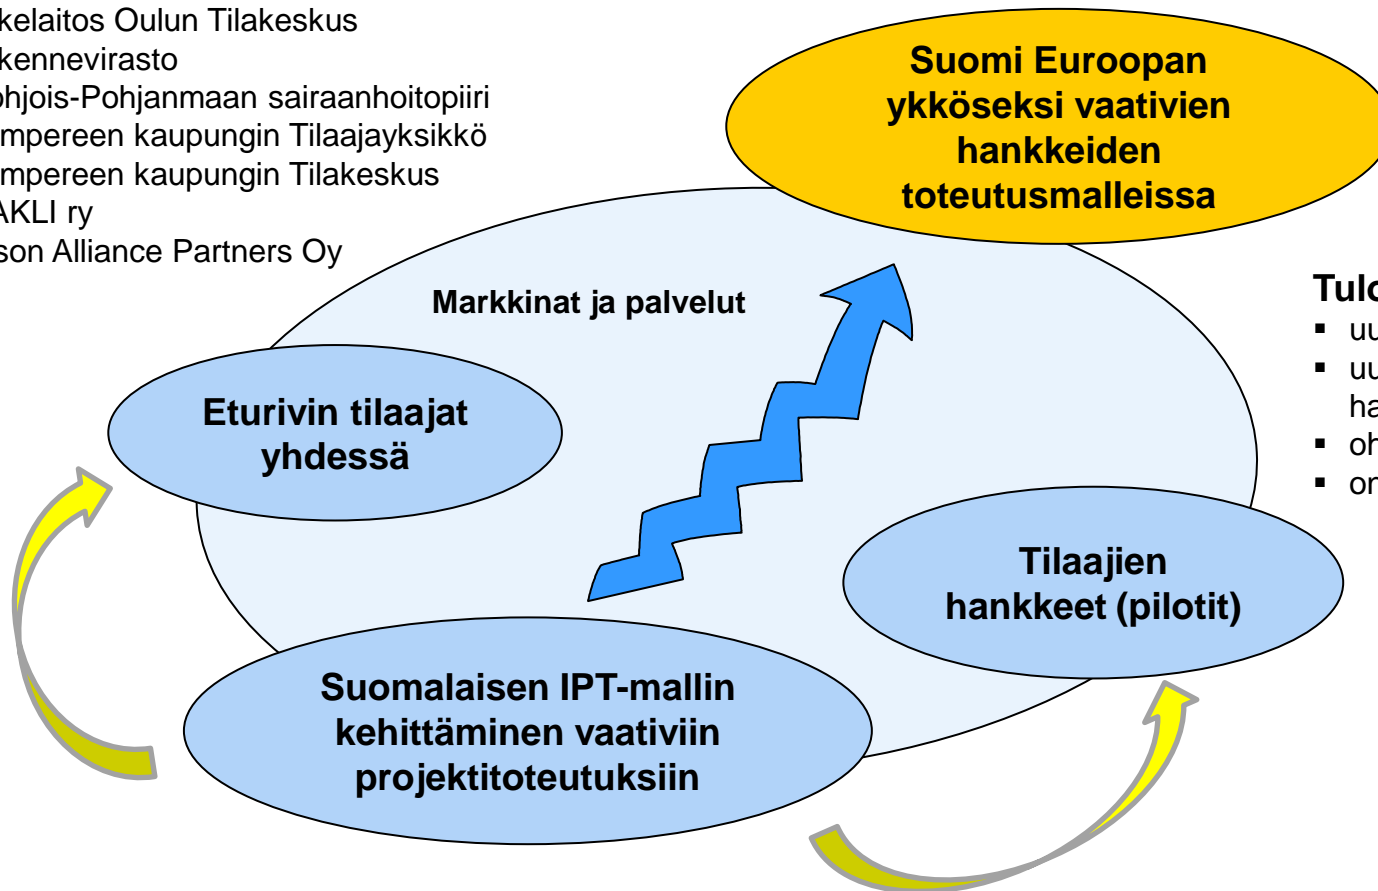 kelaitos Oulun Tilakeskus
kennevirasto
ohjois-Pohjanmaan sairaanhoitopiiri
mpereen kaupungin Tilaajayksikkö
mpereen kaupungin Tilakeskus
AKLI ry
son Alliance Partners Oy
Suomi Euroopan
ykköseksi vaativien
hankkeiden
toteutusmalleissa
Markkinat ja palvelut
Eturivin tilaajat
yhdessä
Tulo
▪ uu
▪ uu
ha
▪ oh
▪ on
Tilaajien
hankkeet (pilotit)
Suomalaisen IPT-mallin
kehittäminen vaativiin
projektitoteutuksiin